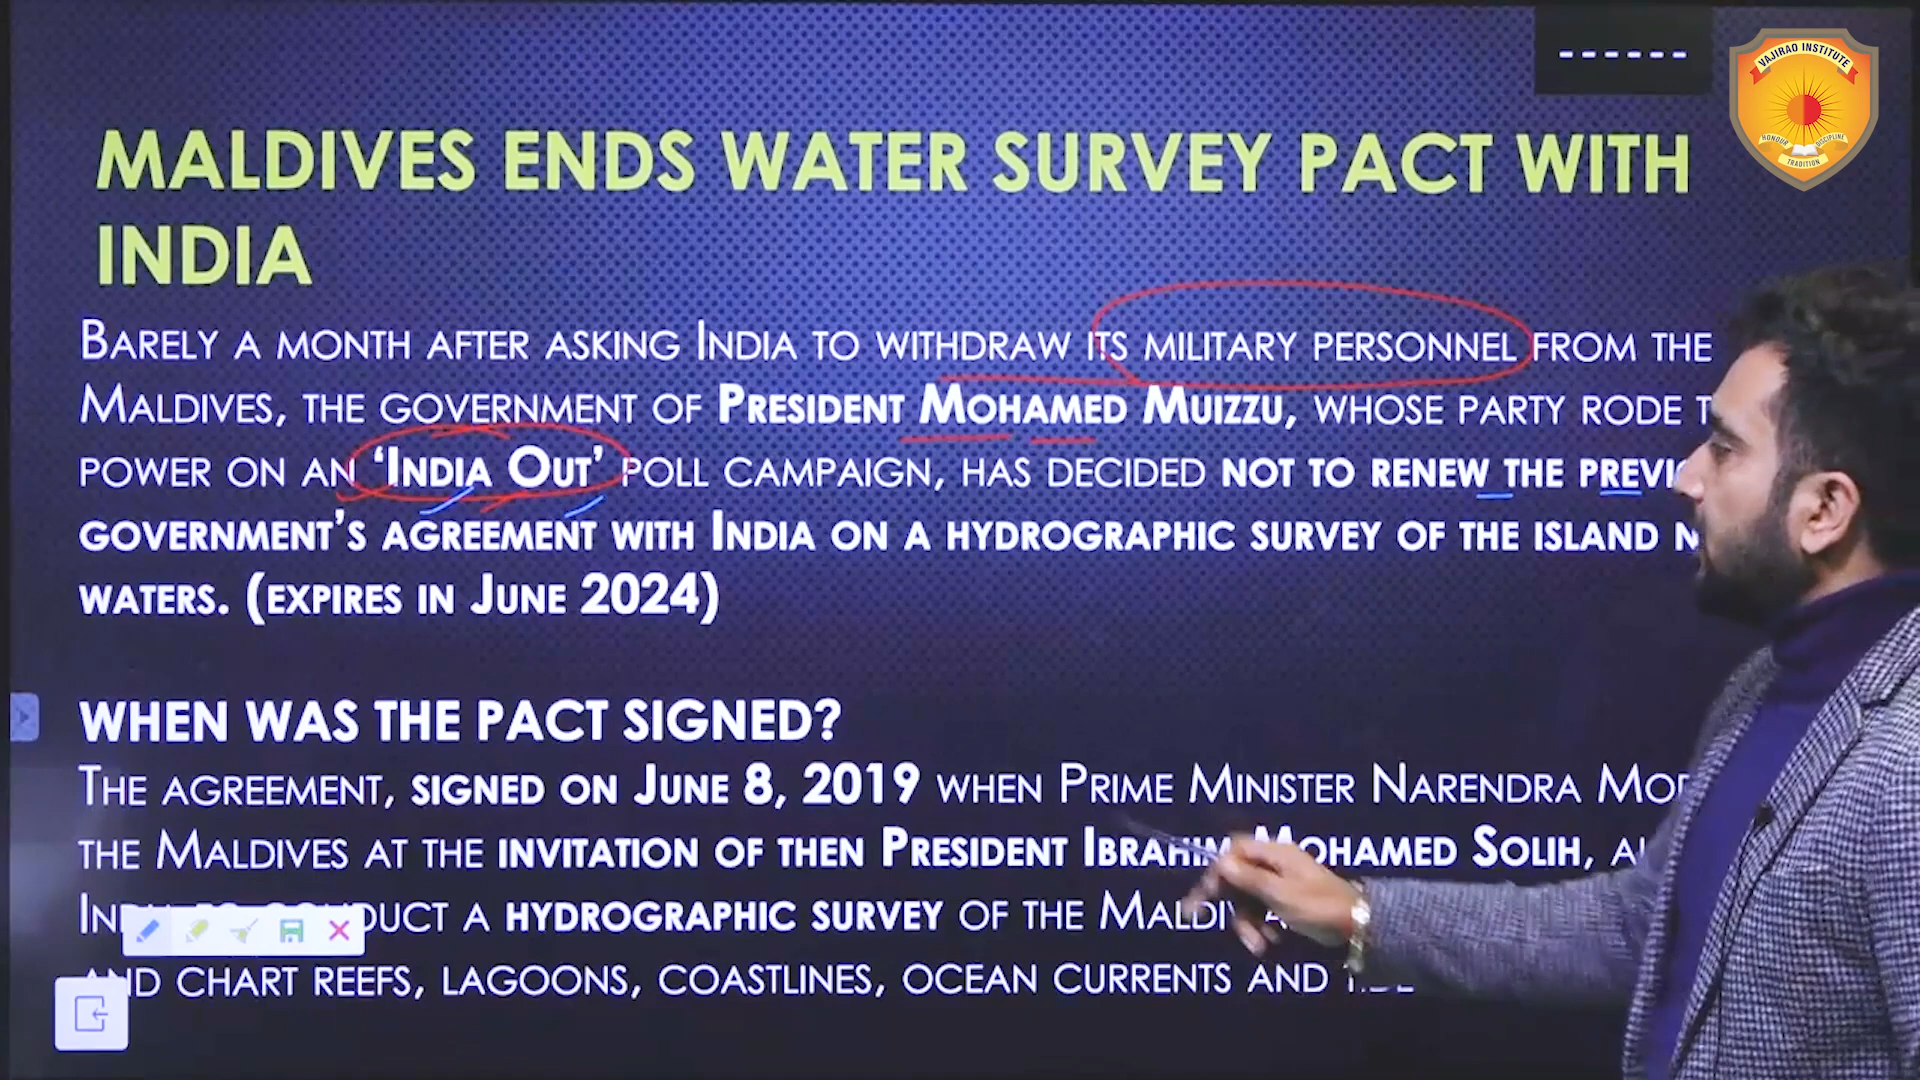 VAJIRAO INSTITUTE
HONOUR
DISCIPLINE
TRADITION
MALDIVES ENDS WATER SURVEY PACT WITH
INDIA
BARELY A MONTH AFTER ASKING INDIA TO WITHDRAW ITS MILITARY PERSONNEL FROM THE
MALDIVES, THE GOVERNMENT OF PRESIDENT MOHAMED MUIZZU, WHOSE PARTY RODE
POWER ON AN ‘INDIA OUT’ POLL CAMPAIGN, HAS DECIDED NOT TO RENEW THE
GOVERNMENT’S AGREEMENT WITH INDIA ON A HYDROGRAPHIC SURVEY OF THE ISLAND
WATERS. (EXPIRES IN JUNE 2024)
WHEN WAS THE PACT SIGNED?
THE AGREEMENT, SIGNED ON JUNE 8, 2019 WHEN PRIME MINISTER NARENDRA
THE MALDIVES AT THE INVITATION OF THEN PRESIDENT IBRAHIM MOHAMED SOLIH,
A HYDROGRAPHIC SURVEY OF THE
AND CHART REEFS, LAGOONS, COASTLINES, OCEAN CURRENTS AND